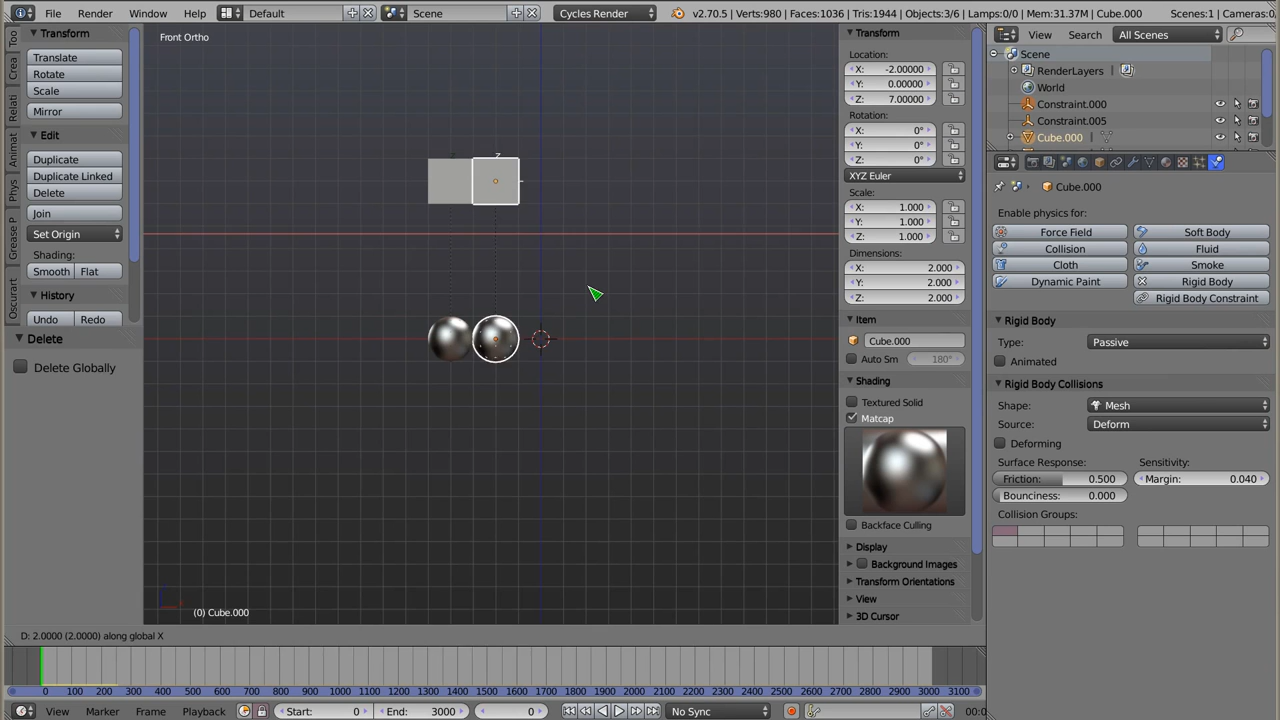 File Render Window Help Default Scene Cycles Render v2.70.5 | Verts:980 | Faces:1036 | Tris:1944 | Objects:3/6 | Lamps:0/0 | Mem:31.37M | Cube.000 Scenes:1 | Cameras:0
Transform
Translate
Rotate
Scale
Mirror
Edit
Duplicate
Duplicate Linked
Delete
Join
Set Origin
Shading:
Smooth Flat
History
Undo Redo
Delete
Delete Globally
Too
Crea
Relati
Animat
Phys
Grease P
Oscurart
Front Ortho
(0) Cube.000
D: 2.0000 (2.0000) along global X
Transform
Location:
X: -2.00000
Y: 0.00000
Z: 7.00000
Rotation:
X: 0°
Y: 0°
Z: 0°
XYZ Euler
Scale:
X: 1.000
Y: 1.000
Z: 1.000
Dimensions:
X: 2.000
Y: 2.000
Z: 2.000
Item
Cube.000
Auto Sm 180°
Shading
Textured Solid
Matcap
Backface Culling
Display
Background Images
Transform Orientations
View
3D Cursor
View Search All Scenes
Scene
RenderLayers
World
Constraint.000
Constraint.005
Cube.000
Cube.000
Enable physics for:
Force Field Soft Body
Collision Fluid
Cloth Smoke
Dynamic Paint Rigid Body
Rigid Body Constraint
Rigid Body
Type: Passive
Animated
Rigid Body Collisions
Shape: Mesh
Source: Deform
Deforming
Surface Response: Sensitivity:
Friction: 0.500 Margin: 0.040
Bounciness: 0.000
Collision Groups:
0 100 200 300 400 500 600 700 800 900 1000 1100 1200 1300 1400 1500 1600 1700 1800 1900 2000 2100 2200 2300 2400 2500 2600 2700 2800 2900 3000 3100
View Marker Frame Playback Start: 0 End: 3000 0 No Sync 00:0